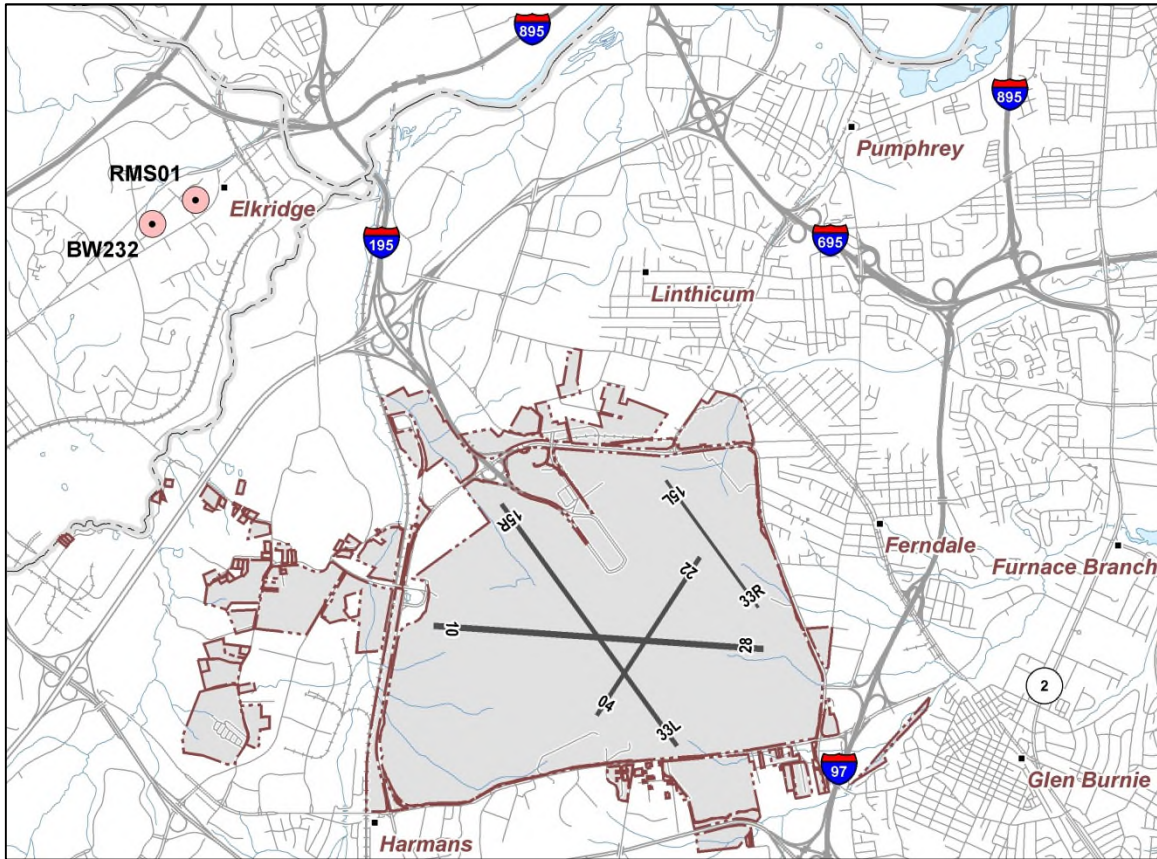 895
895
Pumphrey
RMS01
Elkridge
BW232
195
695
Linthicum
15L
15R
Ferndale
Furnace Branch
22
33R
10
28
04
2
33L
97
Glen Burnie
Harmans